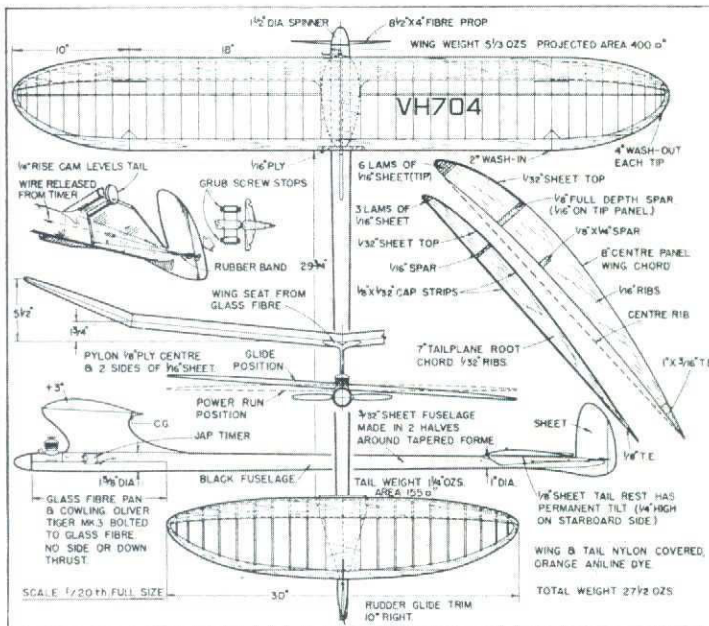 1½" DIA SPINNER
8½"X4" FIBRE PROP
WING WEIGHT 5⅓ OZS PROJECTED AREA 400 □"
10"
18"
VH704
¼" RISE CAM LEVELS TAIL
WIRE RELEASED
FROM TIMER
GRUB SCREW STOPS
RUBBER BAND
1/16" PLY
29¾"
2" WASH-IN
4" WASH-OUT
EACH TIP
6 LAMS OF
1/16" SHEET (TIP)
1/32" SHEET TOP
⅛" FULL DEPTH SPAR
(1/16" ON TIP PANEL)
3 LAMS OF
1/16" SHEET
1/32" SHEET TOP
⅛"X¼" SPAR
1/16" SPAR
8" CENTRE PANEL
WING CHORD
⅛"X1/32" CAP STRIPS
1/16" RIBS
CENTRE RIB
7" TAILPLANE ROOT
CHORD 1/32" RIBS
1"X3/16" T.E
⅛" T.E.
5½"
1¾"
WING SEAT FROM
GLASS FIBRE
PYLON ⅛" PLY CENTRE
& 2 SIDES OF 1/16" SHEET
GLIDE
POSITION
POWER RUN
POSITION
+3°
C.G.
JAP TIMER
3/32" SHEET FUSELAGE
MADE IN 2 HALVES
AROUND TAPERED FORME
SHEET
1⅝" DIA
BLACK FUSELAGE
TAIL WEIGHT 1¼ OZS.
AREA 155 □"
1" DIA.
GLASS FIBRE PAN
& COWLING. OLIVER
TIGER MK.3 BOLTED
TO GLASS FIBRE.
NO SIDE OR DOWN
THRUST.
⅛" SHEET TAIL REST HAS
PERMANENT TILT (¼" HIGH
ON STARBOARD SIDE)
WING & TAIL NYLON COVERED,
ORANGE ANILINE DYE
TOTAL WEIGHT 27½ OZS
SCALE 1/20 th. FULL SIZE
30"
RUDDER GLIDE TRIM
10° RIGHT.